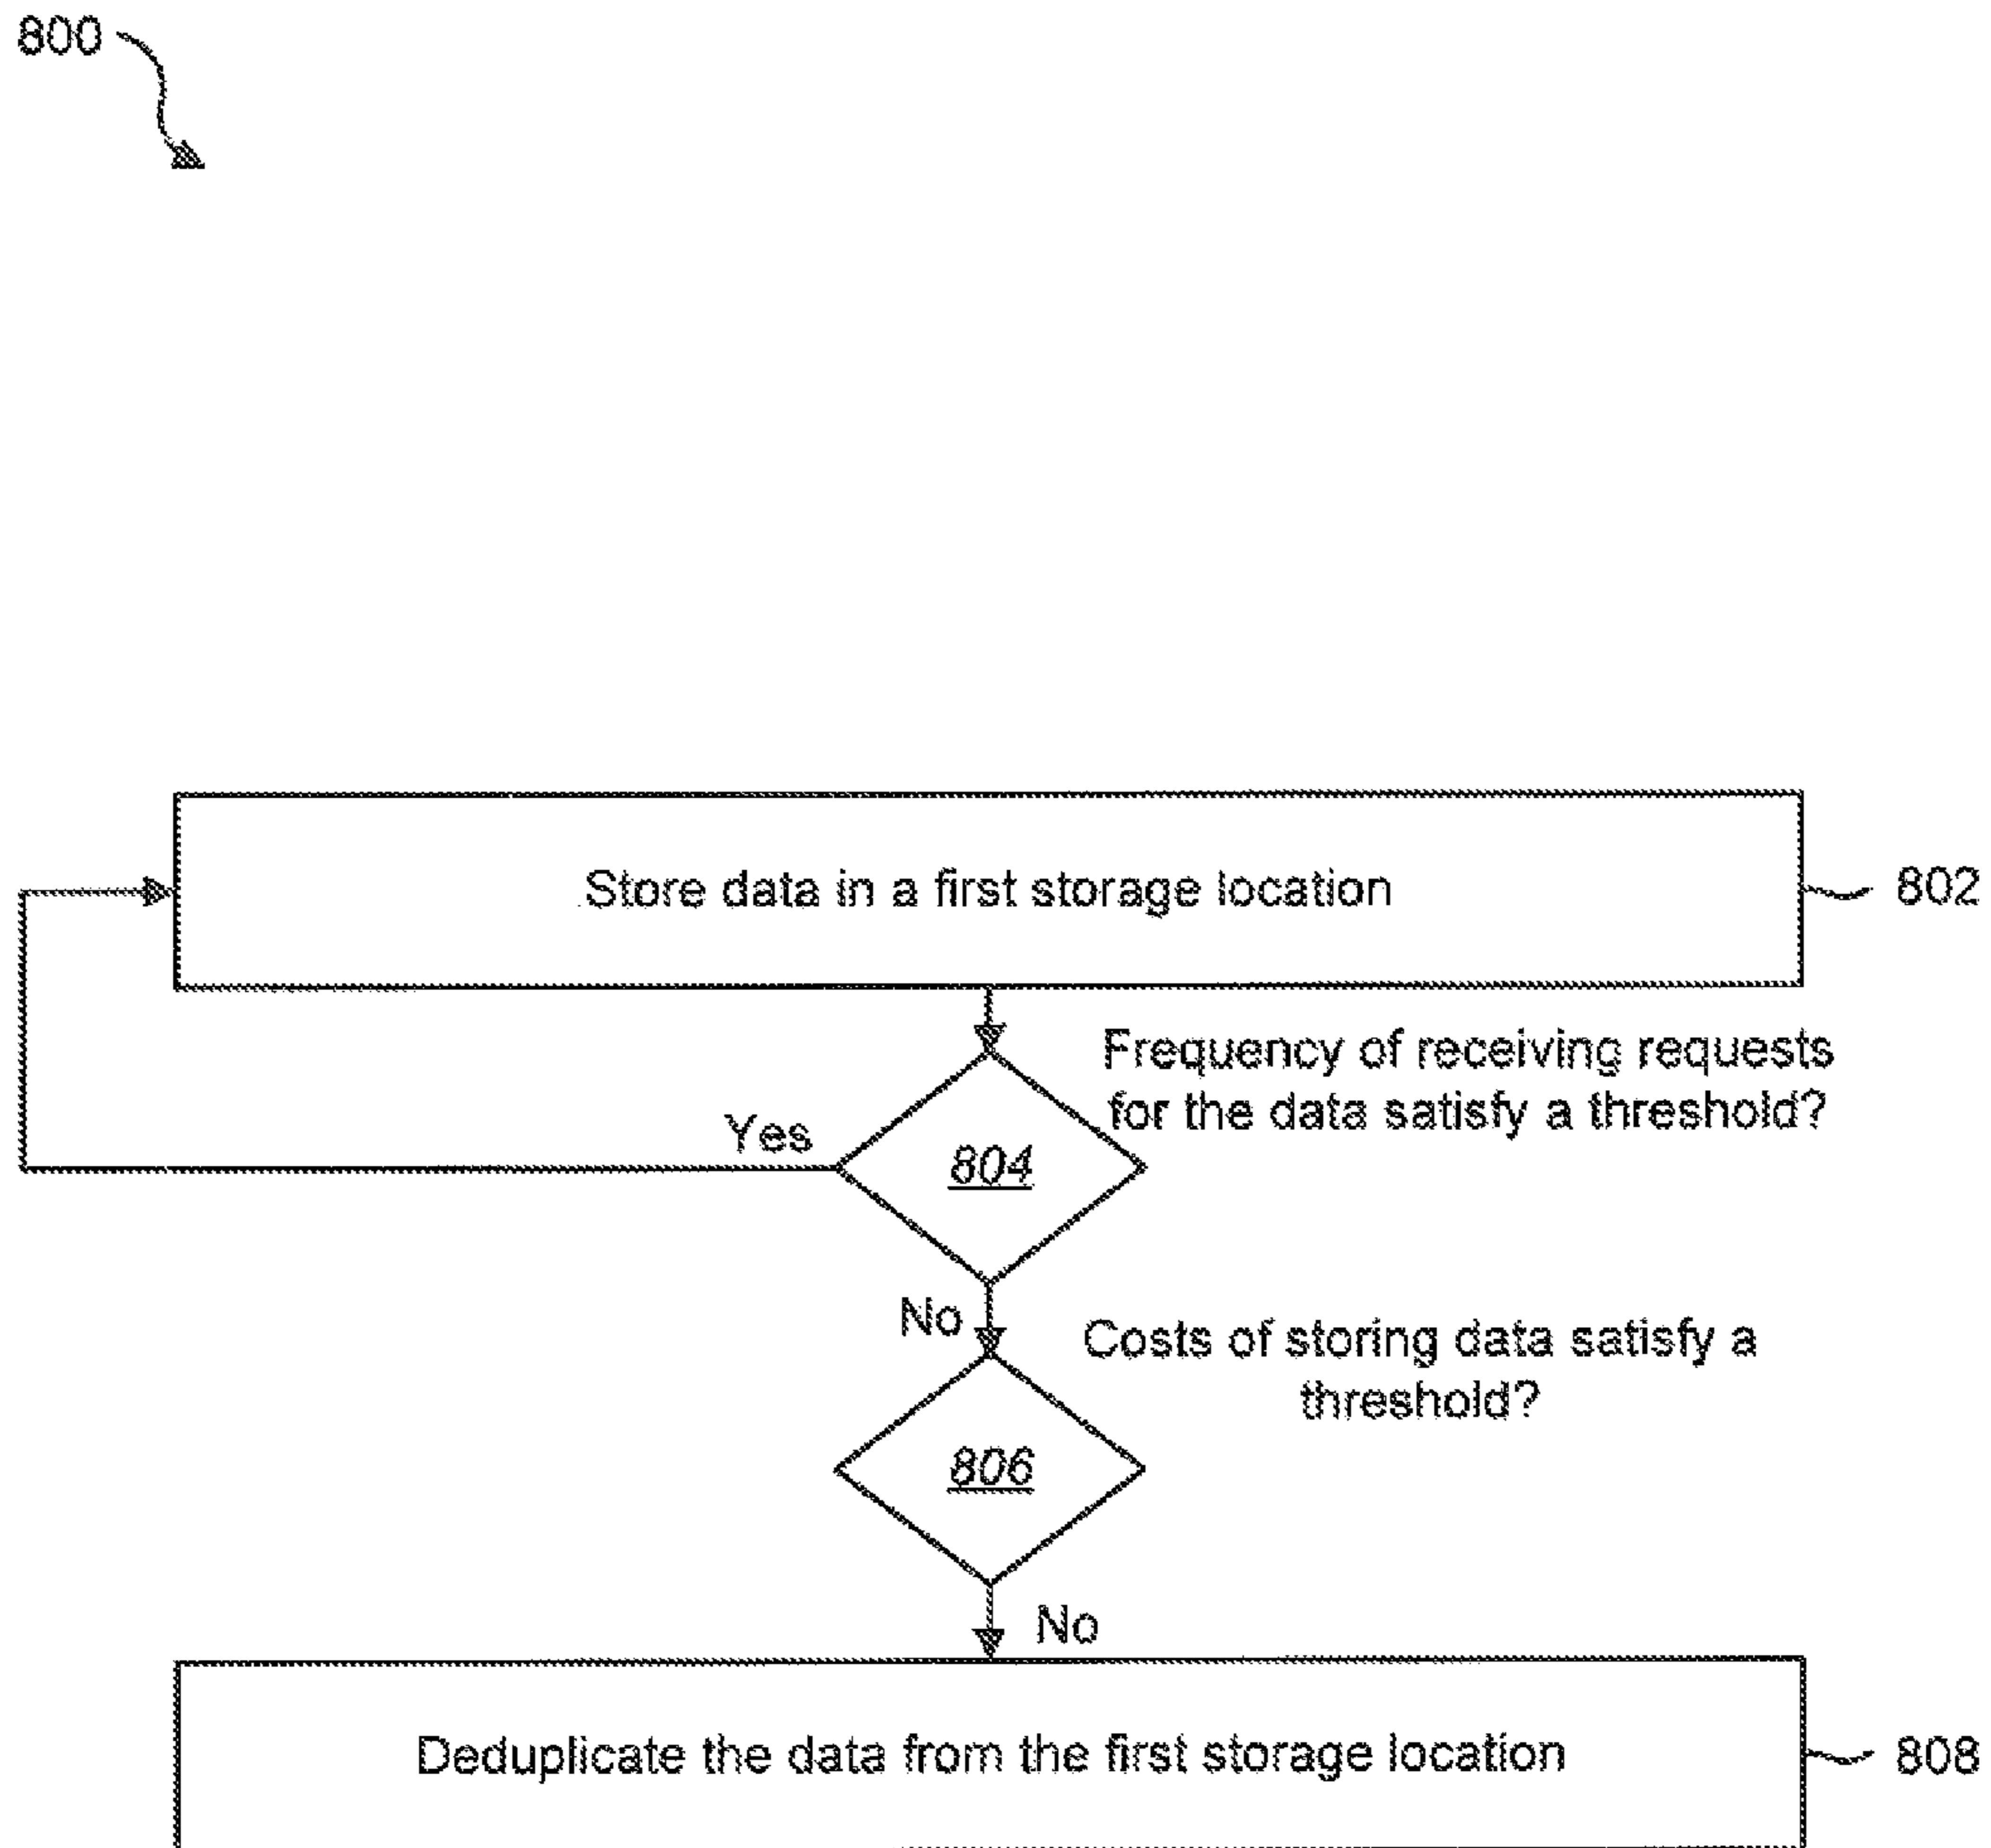 800
Store data in a first storage location
802
Frequency of receiving requests
for the data satisfy a threshold?
Yes
804
No
Costs of storing data satisfy a
threshold?
806
No
Deduplicate the data from the first storage location
808